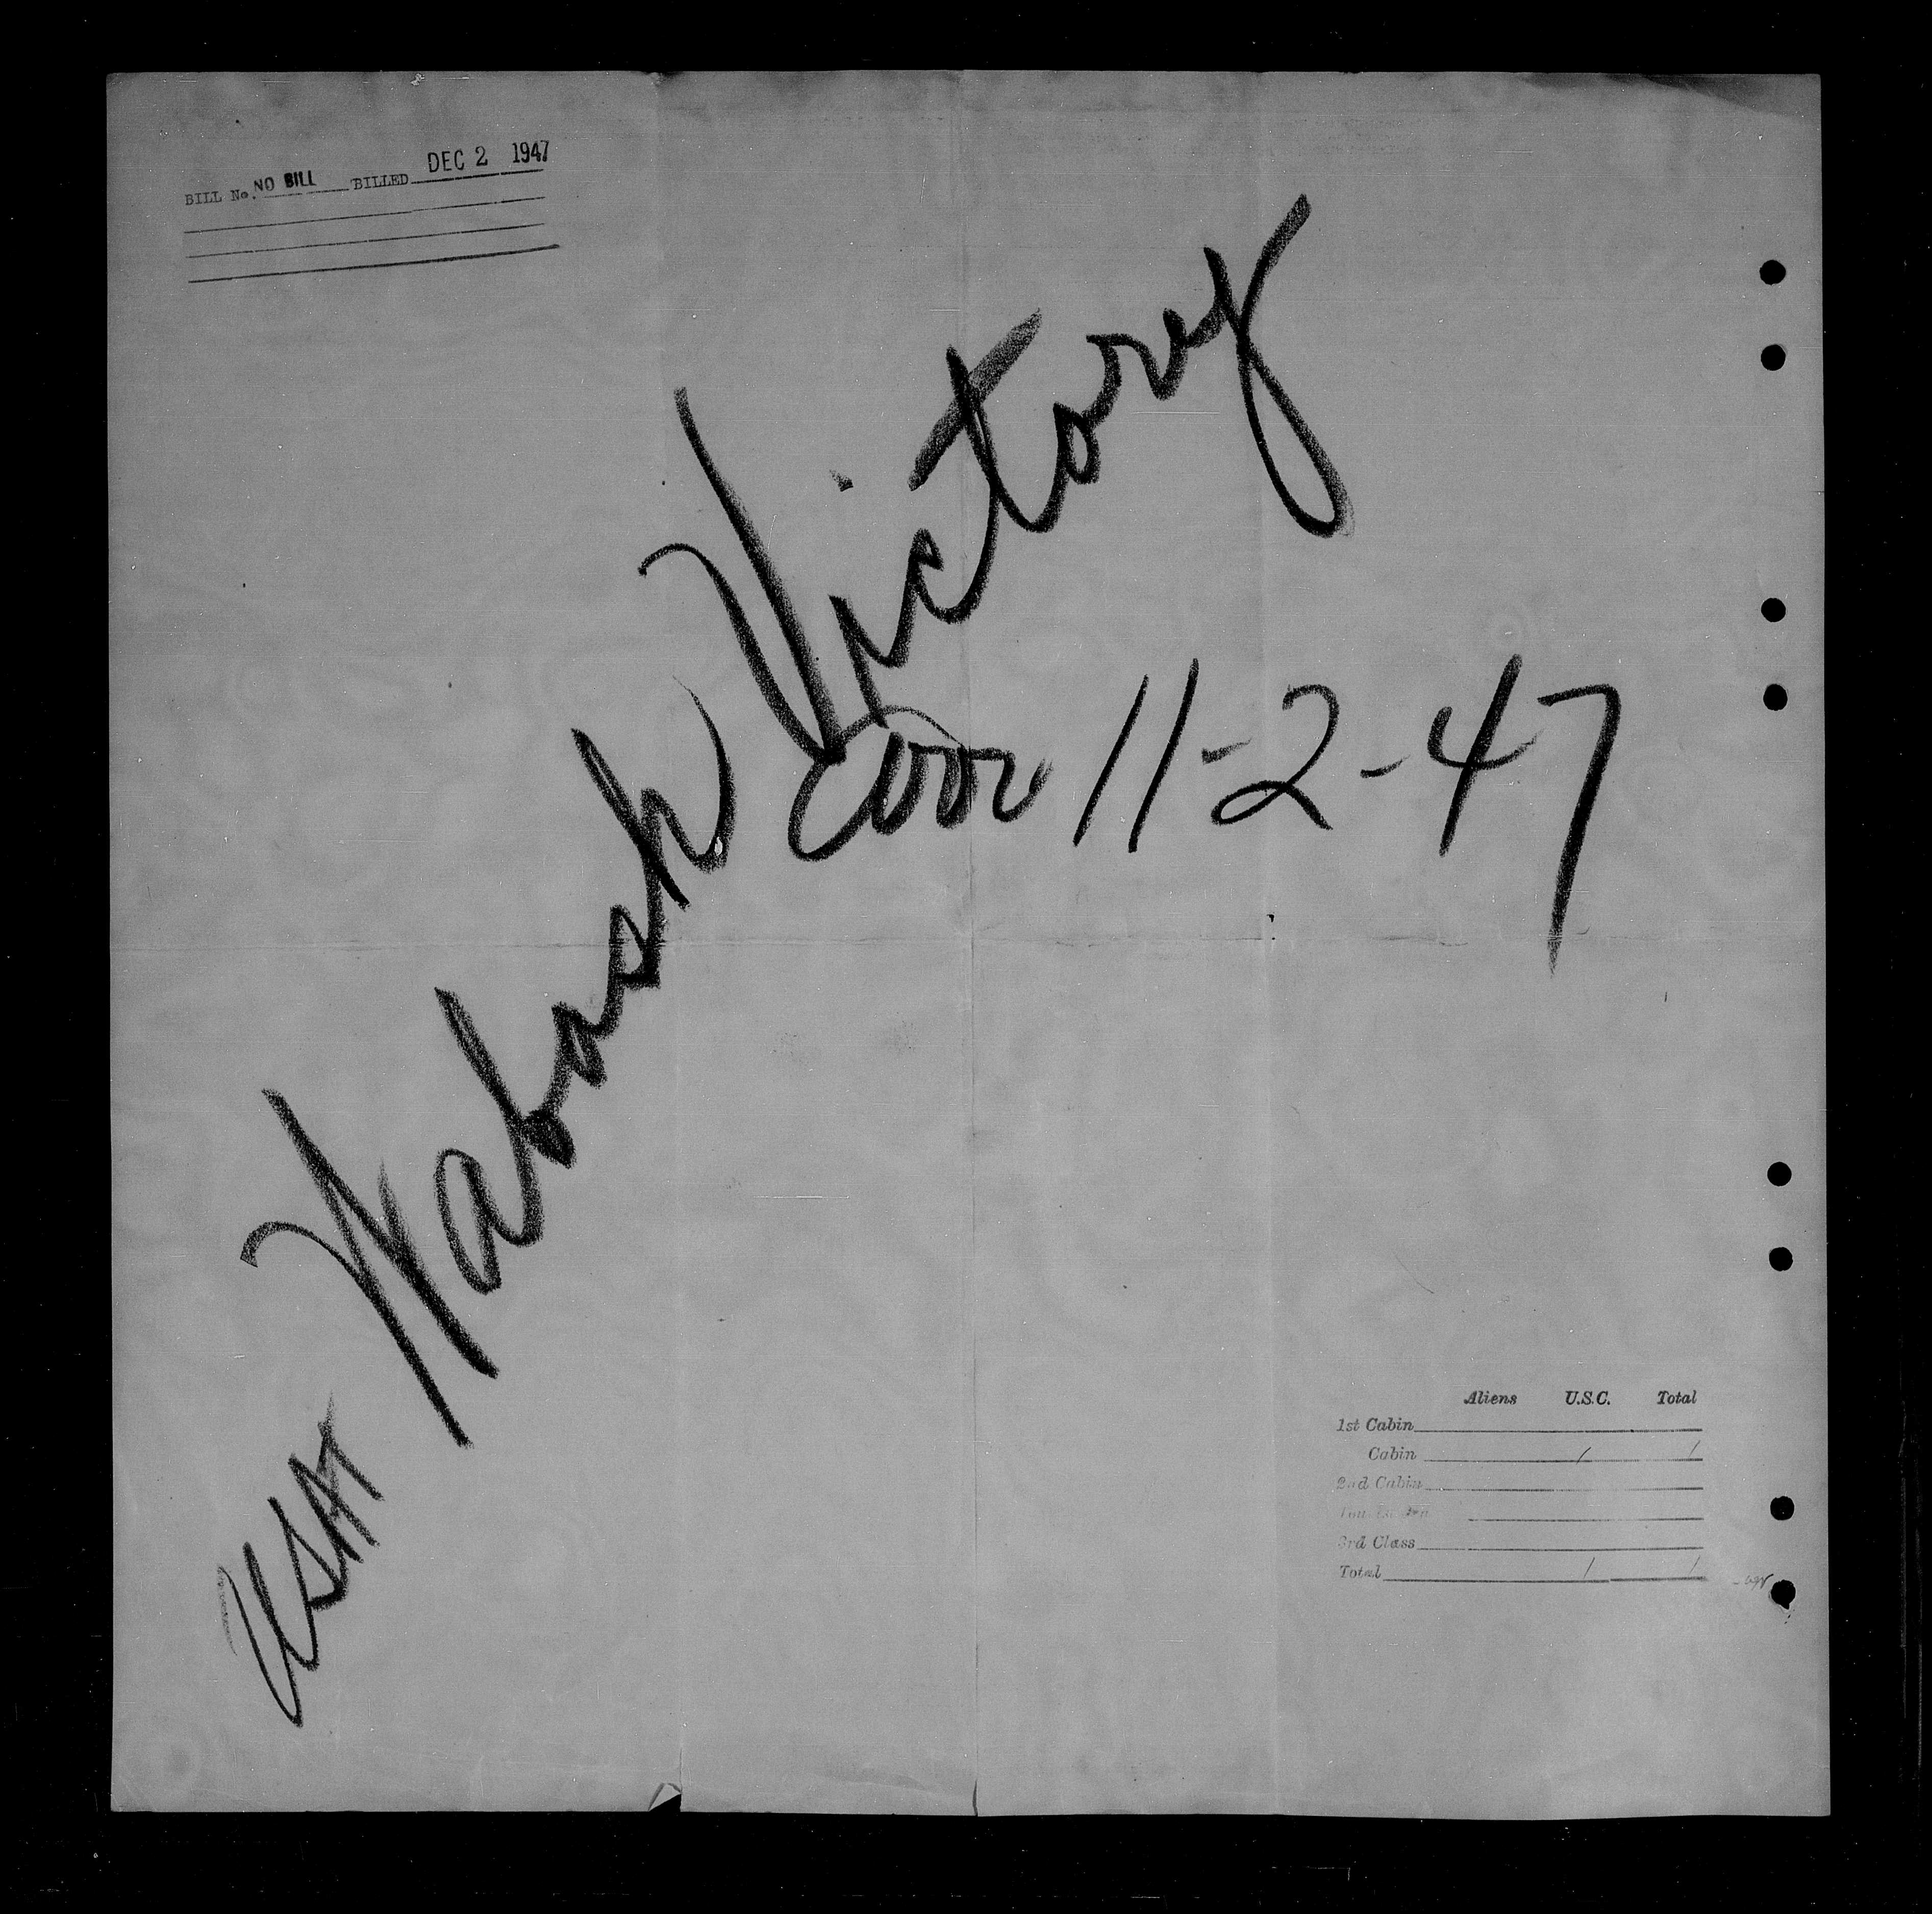 BILL No. NO BILL BILLED DEC 2 1947
USAT Wabash Victory
11-2-47
Aliens U.S.C. Total
1st Cabin
Cabin / /
2nd Cabin
3rd Class
Total / /